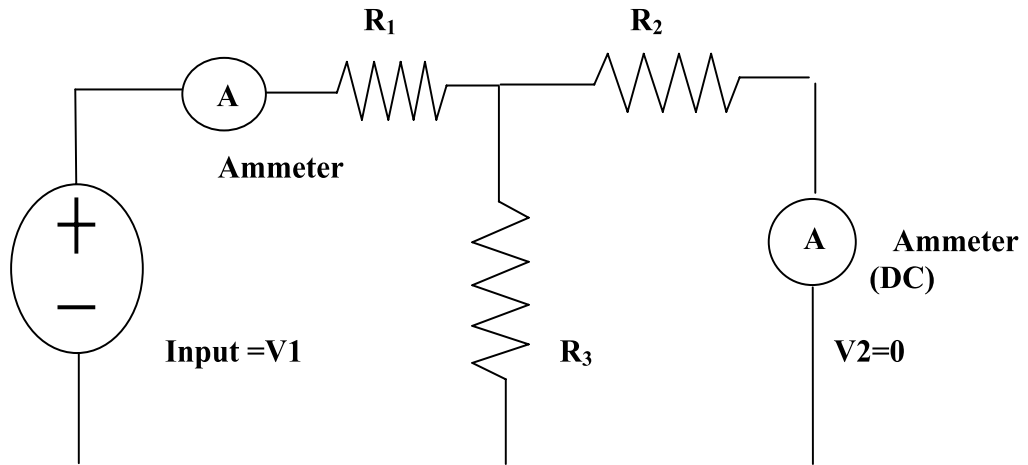 R₁
R₂
A
Ammeter
A
Ammeter
(DC)
+
−
Input =V1
R₃
V2=0